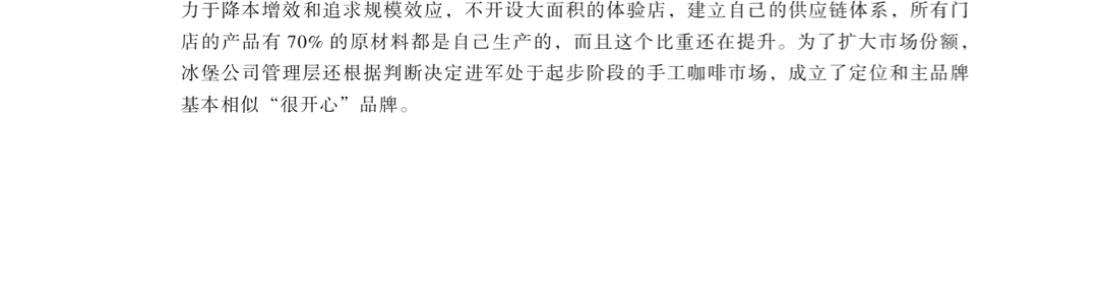 力于降本增效和追求规模效应，不开设大面积的体验店，建立自己的供应链体系，所有门
店的产品有 70% 的原材料都是自己生产的，而且这个比重还在提升。为了扩大市场份额，
冰堡公司管理层还根据判断决定进军处于起步阶段的手工咖啡市场，成立了定位和主品牌
基本相似“很开心”品牌。